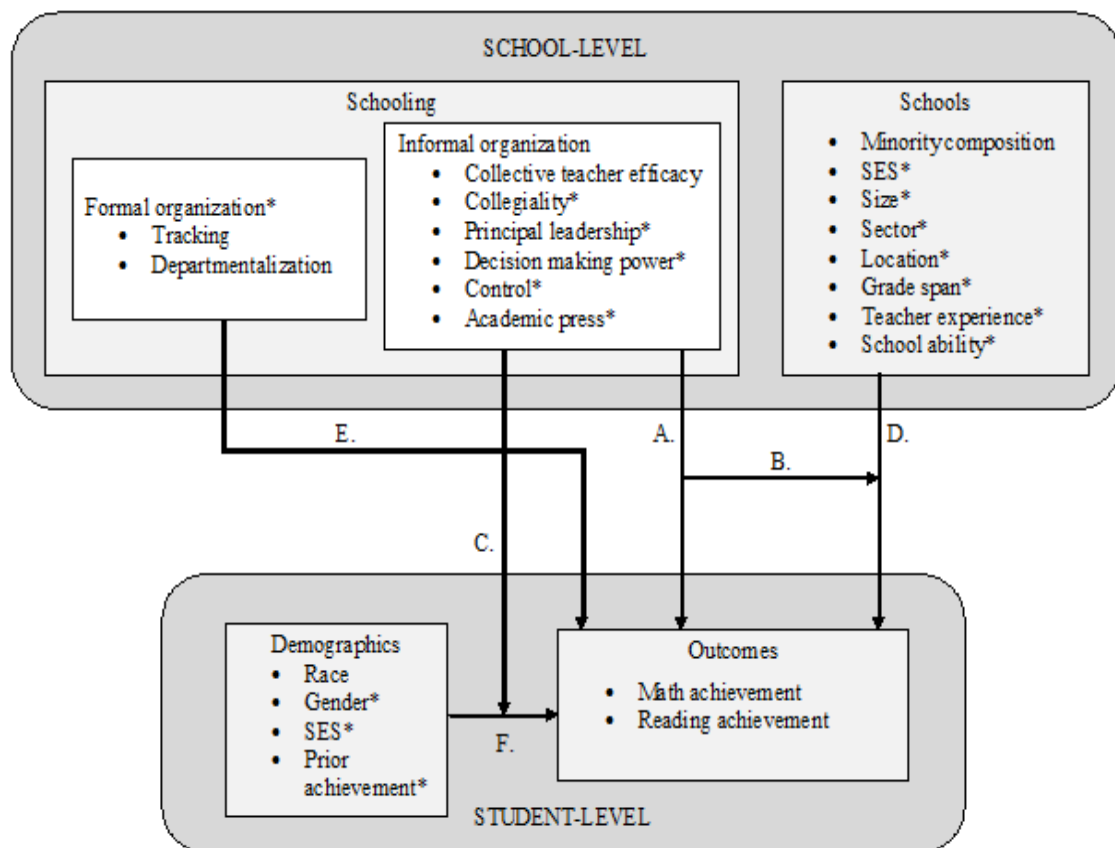 SCHOOL-LEVEL
Schooling
Formal organization*
• Tracking
• Departmentalization
Informal organization
• Collective teacher efficacy
• Collegiality*
• Principal leadership*
• Decision making power*
• Control*
• Academic press*
Schools
• Minority composition
• SES*
• Size*
• Sector*
• Location*
• Grade span*
• Teacher experience*
• School ability*
E.
A.
D.
B.
C.
Demographics
• Race
• Gender*
• SES*
• Prior
achievement*
F.
Outcomes
• Math achievement
• Reading achievement
STUDENT-LEVEL